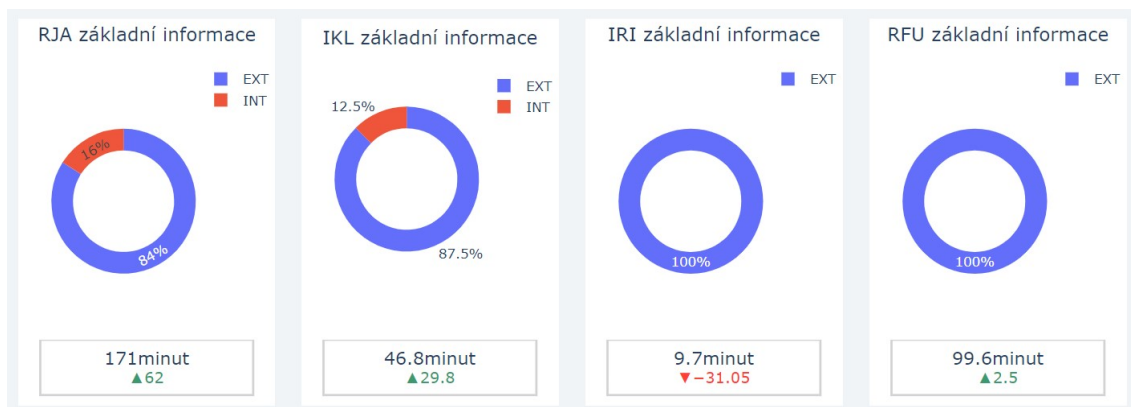 RJA základní informace
EXT
INT
16%
84%
171minut
▲62
IKL základní informace
EXT
INT
12.5%
87.5%
46.8minut
▲29.8
IRI základní informace
EXT
100%
9.7minut
▼−31.05
RFU základní informace
EXT
100%
99.6minut
▲2.5